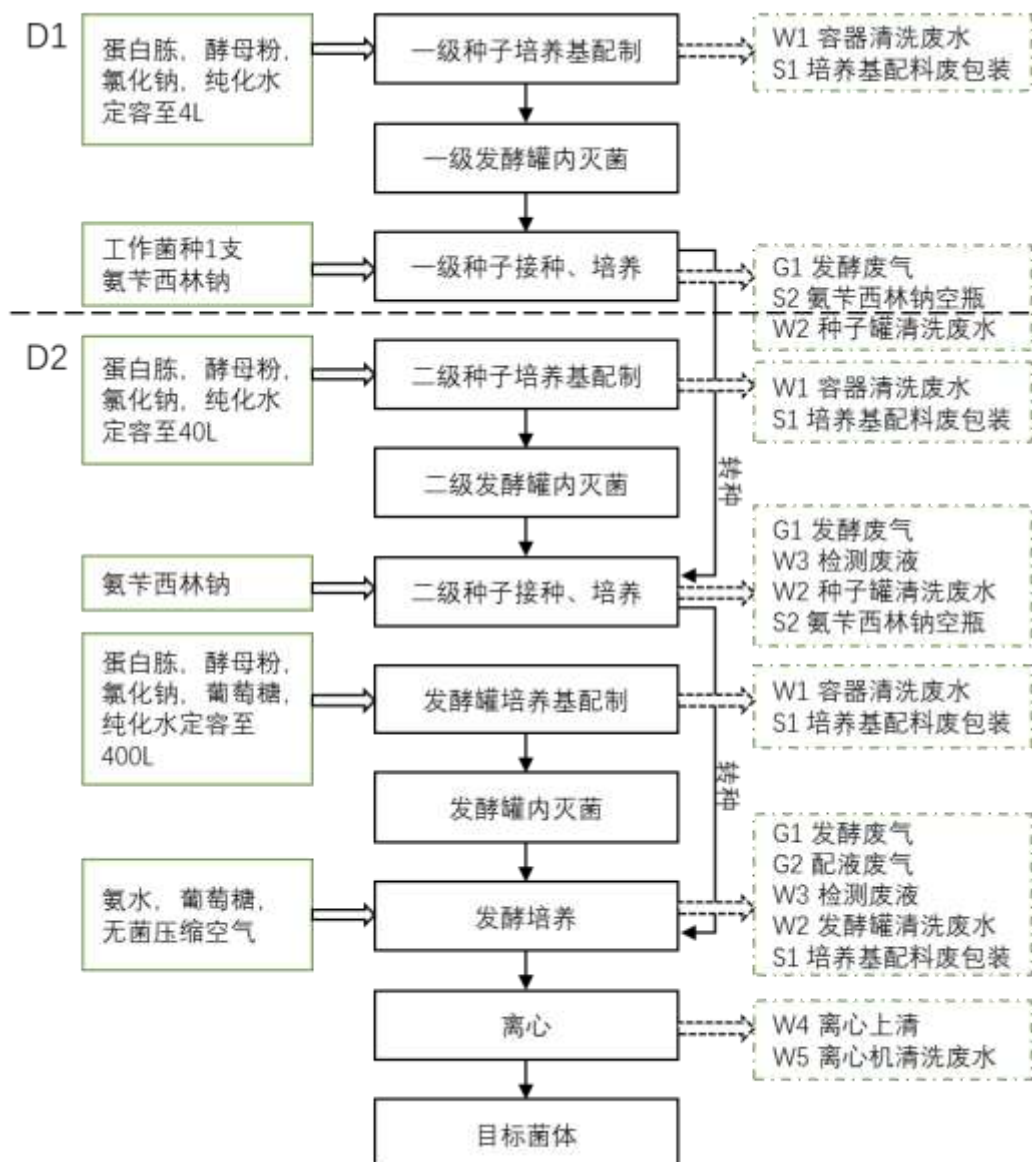 D1
蛋白胨，酵母粉，
氯化钠，纯化水
定容至4L
一级种子培养基配制
W1 容器清洗废水
S1 培养基配料废包装
一级发酵罐内灭菌
工作菌种1支
氨苄西林钠
一级种子接种、培养
G1 发酵废气
S2 氨苄西林钠空瓶
W2 种子罐清洗废水
D2
蛋白胨，酵母粉，
氯化钠，纯化水
定容至40L
二级种子培养基配制
W1 容器清洗废水
S1 培养基配料废包装
二级发酵罐内灭菌
转种
氨苄西林钠
二级种子接种、培养
G1 发酵废气
W3 检测废液
W2 种子罐清洗废水
S2 氨苄西林钠空瓶
蛋白胨，酵母粉，
氯化钠，葡萄糖，
纯化水定容至
400L
发酵罐培养基配制
W1 容器清洗废水
S1 培养基配料废包装
发酵罐内灭菌
转种
氨水，葡萄糖，
无菌压缩空气
发酵培养
G1 发酵废气
G2 配液废气
W3 检测废液
W2 发酵罐清洗废水
S1 培养基配料废包装
离心
W4 离心上清
W5 离心机清洗废水
目标菌体